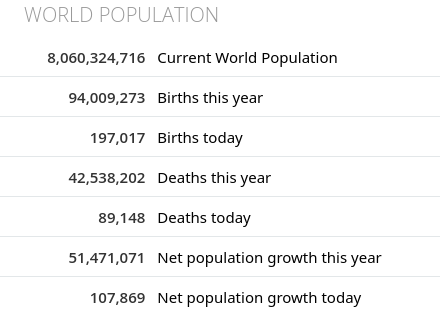 WORLD POPULATION
8,060,324,716 Current World Population
94,009,273 Births this year
197,017 Births today
42,538,202 Deaths this year
89,148 Deaths today
51,471,071 Net population growth this year
107,869 Net population growth today